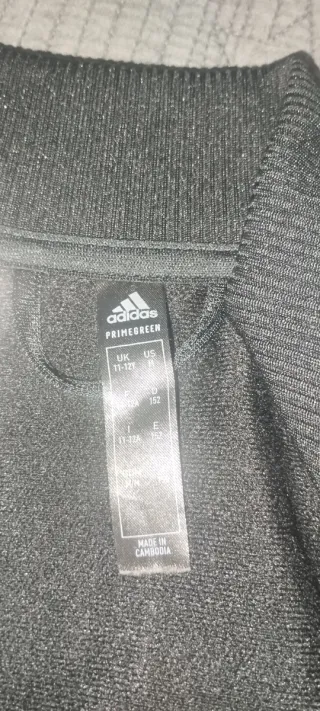 adidas
PRIMEGREEN
UK US
11-12Y M
D
152
I E
11-12A 152
MADE IN
CAMBODIA